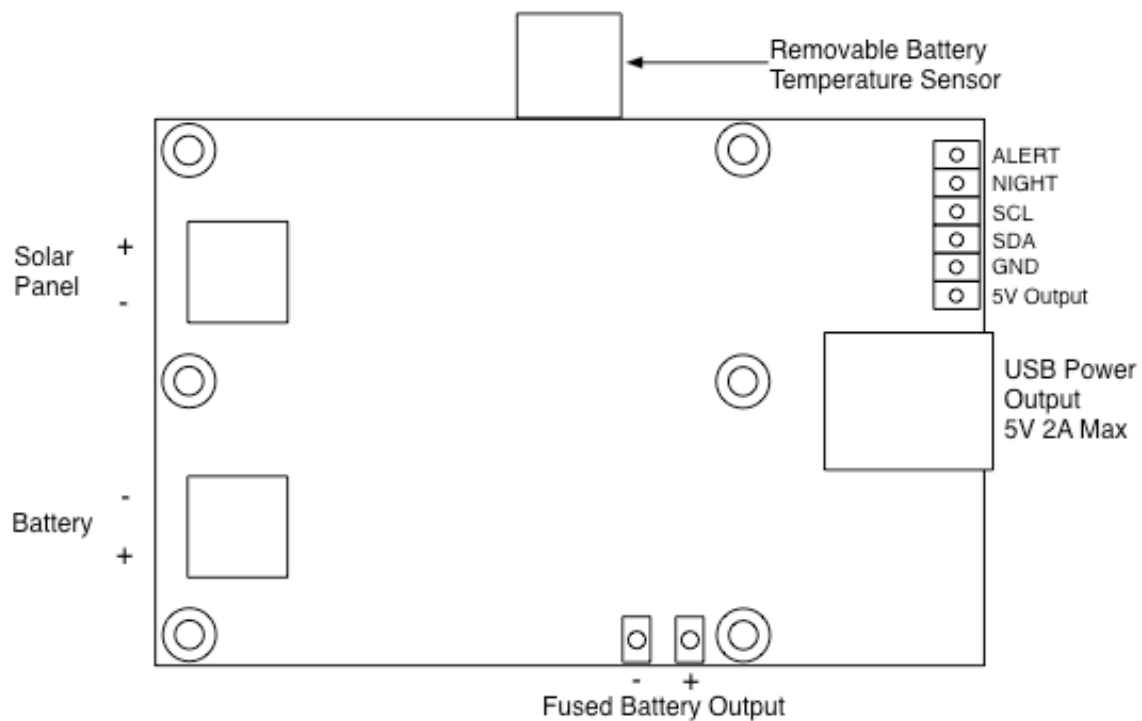 Removable Battery
Temperature Sensor
ALERT
NIGHT
SCL
SDA
GND
5V Output
Solar
Panel
+
-
USB Power
Output
5V 2A Max
Battery
-
+
- +
Fused Battery Output